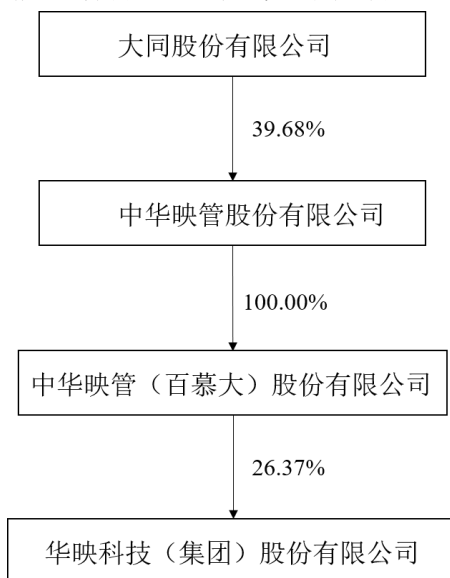 大同股份有限公司
39.68%
中华映管股份有限公司
100.00%
中华映管（百慕大）股份有限公司
26.37%
华映科技（集团）股份有限公司